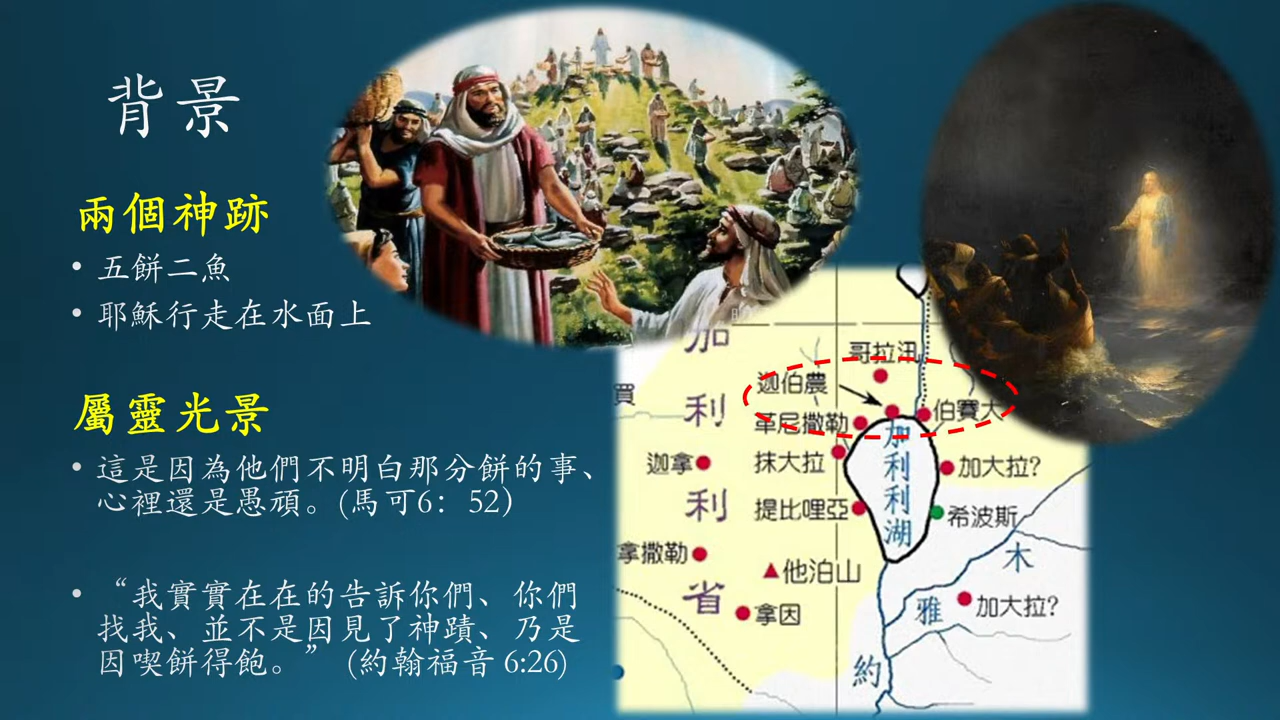 背景
兩個神跡
• 五餅二魚
• 耶穌行走在水面上
屬靈光景
• 這是因為他們不明白那分餅的事、
心裡還是愚頑。(馬可6：52）
• “我實實在在的告訴你們、你們
找我、並不是因見了神蹟、乃是
因喫餅得飽。” (約翰福音 6:26)
加利利省
哥拉汛
迦伯農
買
革尼撒勒
伯賽大
加利利湖
迦拿
抹大拉
加大拉?
提比哩亞
希波斯
拿撒勒
他泊山
木
拿因
雅
加大拉?
約